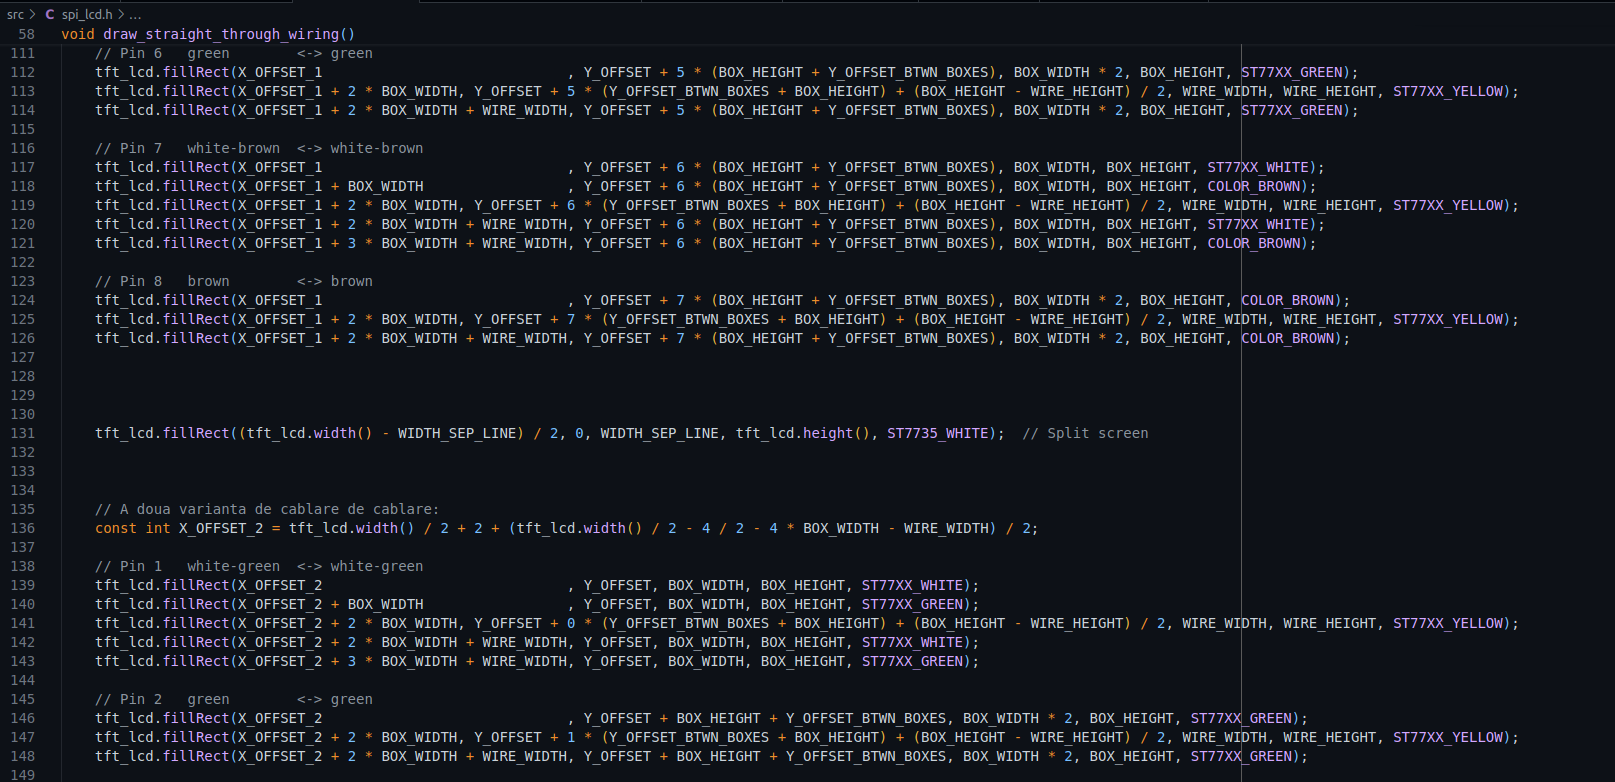 src > C spi_lcd.h > ...
58 void draw_straight_through_wiring()
111 // Pin 6   green        <-> green
112 tft_lcd.fillRect(X_OFFSET_1                             , Y_OFFSET + 5 * (BOX_HEIGHT + Y_OFFSET_BTWN_BOXES), BOX_WIDTH * 2, BOX_HEIGHT, ST77XX_GREEN);
113 tft_lcd.fillRect(X_OFFSET_1 + 2 * BOX_WIDTH, Y_OFFSET + 5 * (Y_OFFSET_BTWN_BOXES + BOX_HEIGHT) + (BOX_HEIGHT - WIRE_HEIGHT) / 2, WIRE_WIDTH, WIRE_HEIGHT, ST77XX_YELLOW);
114 tft_lcd.fillRect(X_OFFSET_1 + 2 * BOX_WIDTH + WIRE_WIDTH, Y_OFFSET + 5 * (BOX_HEIGHT + Y_OFFSET_BTWN_BOXES), BOX_WIDTH * 2, BOX_HEIGHT, ST77XX_GREEN);
115
116 // Pin 7   white-brown  <-> white-brown
117 tft_lcd.fillRect(X_OFFSET_1                             , Y_OFFSET + 6 * (BOX_HEIGHT + Y_OFFSET_BTWN_BOXES), BOX_WIDTH, BOX_HEIGHT, ST77XX_WHITE);
118 tft_lcd.fillRect(X_OFFSET_1 + BOX_WIDTH                 , Y_OFFSET + 6 * (BOX_HEIGHT + Y_OFFSET_BTWN_BOXES), BOX_WIDTH, BOX_HEIGHT, COLOR_BROWN);
119 tft_lcd.fillRect(X_OFFSET_1 + 2 * BOX_WIDTH, Y_OFFSET + 6 * (Y_OFFSET_BTWN_BOXES + BOX_HEIGHT) + (BOX_HEIGHT - WIRE_HEIGHT) / 2, WIRE_WIDTH, WIRE_HEIGHT, ST77XX_YELLOW);
120 tft_lcd.fillRect(X_OFFSET_1 + 2 * BOX_WIDTH + WIRE_WIDTH, Y_OFFSET + 6 * (BOX_HEIGHT + Y_OFFSET_BTWN_BOXES), BOX_WIDTH, BOX_HEIGHT, ST77XX_WHITE);
121 tft_lcd.fillRect(X_OFFSET_1 + 3 * BOX_WIDTH + WIRE_WIDTH, Y_OFFSET + 6 * (BOX_HEIGHT + Y_OFFSET_BTWN_BOXES), BOX_WIDTH, BOX_HEIGHT, COLOR_BROWN);
122
123 // Pin 8   brown        <-> brown
124 tft_lcd.fillRect(X_OFFSET_1                             , Y_OFFSET + 7 * (BOX_HEIGHT + Y_OFFSET_BTWN_BOXES), BOX_WIDTH * 2, BOX_HEIGHT, COLOR_BROWN);
125 tft_lcd.fillRect(X_OFFSET_1 + 2 * BOX_WIDTH, Y_OFFSET + 7 * (Y_OFFSET_BTWN_BOXES + BOX_HEIGHT) + (BOX_HEIGHT - WIRE_HEIGHT) / 2, WIRE_WIDTH, WIRE_HEIGHT, ST77XX_YELLOW);
126 tft_lcd.fillRect(X_OFFSET_1 + 2 * BOX_WIDTH + WIRE_WIDTH, Y_OFFSET + 7 * (BOX_HEIGHT + Y_OFFSET_BTWN_BOXES), BOX_WIDTH * 2, BOX_HEIGHT, COLOR_BROWN);
127
128
129
130
131 tft_lcd.fillRect((tft_lcd.width() - WIDTH_SEP_LINE) / 2, 0, WIDTH_SEP_LINE, tft_lcd.height(), ST7735_WHITE);  // Split screen
132
133
134
135 // A doua varianta de cablare de cablare:
136 const int X_OFFSET_2 = tft_lcd.width() / 2 + 2 + (tft_lcd.width() / 2 - 4 / 2 - 4 * BOX_WIDTH - WIRE_WIDTH) / 2;
137
138 // Pin 1   white-green  <-> white-green
139 tft_lcd.fillRect(X_OFFSET_2                             , Y_OFFSET, BOX_WIDTH, BOX_HEIGHT, ST77XX_WHITE);
140 tft_lcd.fillRect(X_OFFSET_2 + BOX_WIDTH                 , Y_OFFSET, BOX_WIDTH, BOX_HEIGHT, ST77XX_GREEN);
141 tft_lcd.fillRect(X_OFFSET_2 + 2 * BOX_WIDTH, Y_OFFSET + 0 * (Y_OFFSET_BTWN_BOXES + BOX_HEIGHT) + (BOX_HEIGHT - WIRE_HEIGHT) / 2, WIRE_WIDTH, WIRE_HEIGHT, ST77XX_YELLOW);
142 tft_lcd.fillRect(X_OFFSET_2 + 2 * BOX_WIDTH + WIRE_WIDTH, Y_OFFSET, BOX_WIDTH, BOX_HEIGHT, ST77XX_WHITE);
143 tft_lcd.fillRect(X_OFFSET_2 + 3 * BOX_WIDTH + WIRE_WIDTH, Y_OFFSET, BOX_WIDTH, BOX_HEIGHT, ST77XX_GREEN);
144
145 // Pin 2   green        <-> green
146 tft_lcd.fillRect(X_OFFSET_2                             , Y_OFFSET + BOX_HEIGHT + Y_OFFSET_BTWN_BOXES, BOX_WIDTH * 2, BOX_HEIGHT, ST77XX_GREEN);
147 tft_lcd.fillRect(X_OFFSET_2 + 2 * BOX_WIDTH, Y_OFFSET + 1 * (Y_OFFSET_BTWN_BOXES + BOX_HEIGHT) + (BOX_HEIGHT - WIRE_HEIGHT) / 2, WIRE_WIDTH, WIRE_HEIGHT, ST77XX_YELLOW);
148 tft_lcd.fillRect(X_OFFSET_2 + 2 * BOX_WIDTH + WIRE_WIDTH, Y_OFFSET + BOX_HEIGHT + Y_OFFSET_BTWN_BOXES, BOX_WIDTH * 2, BOX_HEIGHT, ST77XX_GREEN);
149